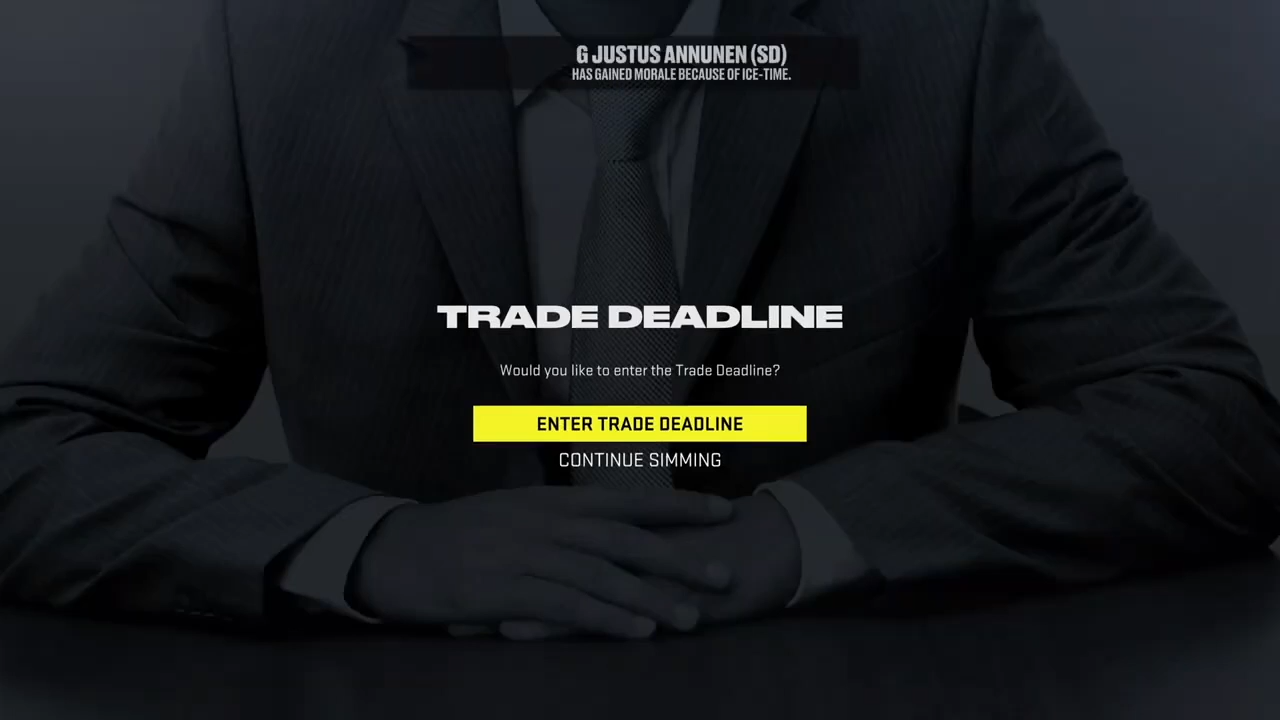 G JUSTUS ANNUNEN (SD)
HAS GAINED MORALE BECAUSE OF ICE-TIME.
TRADE DEADLINE
Would you like to enter the Trade Deadline?
ENTER TRADE DEADLINE
CONTINUE SIMMING